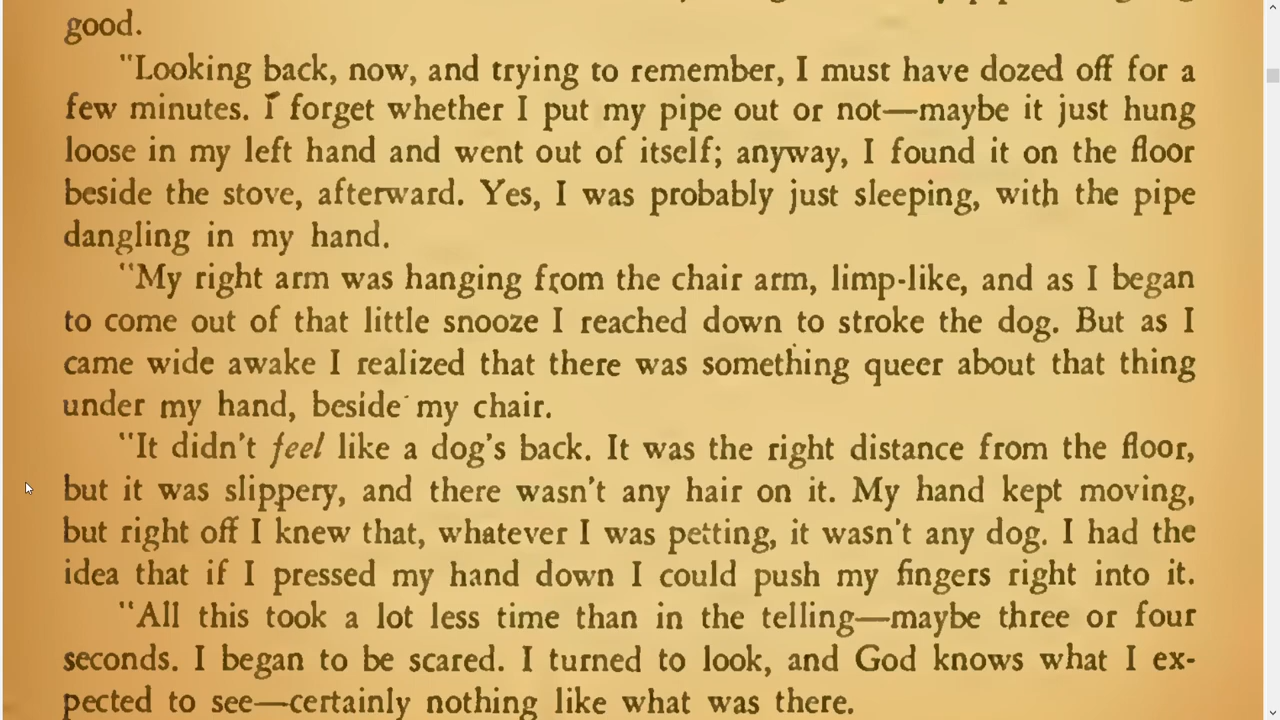 good.
"Looking back, now, and trying to remember, I must have dozed off for a
few minutes. I forget whether I put my pipe out or not—maybe it just hung
loose in my left hand and went out of itself; anyway, I found it on the floor
beside the stove, afterward. Yes, I was probably just sleeping, with the pipe
dangling in my hand.
"My right arm was hanging from the chair arm, limp-like, and as I began
to come out of that little snooze I reached down to stroke the dog. But as I
came wide awake I realized that there was something queer about that thing
under my hand, beside my chair.
"It didn't feel like a dog's back. It was the right distance from the floor,
but it was slippery, and there wasn't any hair on it. My hand kept moving,
but right off I knew that, whatever I was petting, it wasn't any dog. I had the
idea that if I pressed my hand down I could push my fingers right into it.
"All this took a lot less time than in the telling—maybe three or four
seconds. I began to be scared. I turned to look, and God knows what I ex-
pected to see—certainly nothing like what was there.